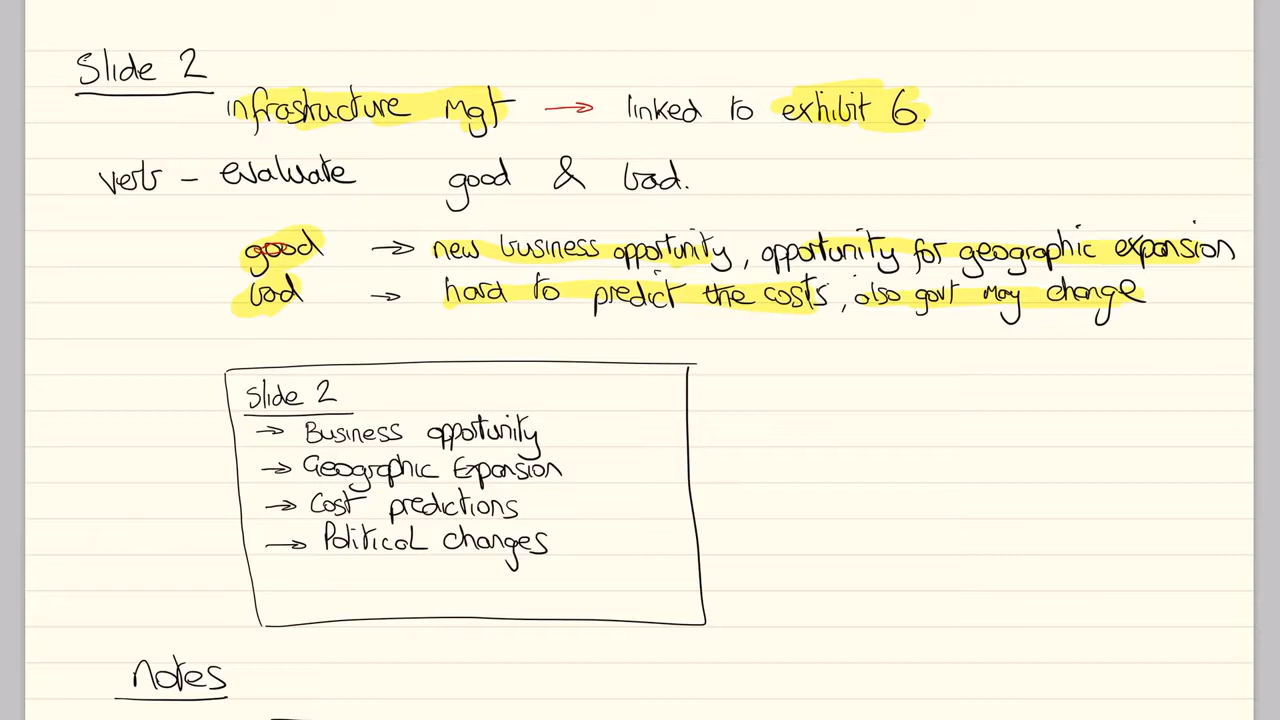 Slide 2
infrastructure Mgt → linked to exhibit 6.
verb - evaluate good & bad.
good → new business opportunity, opportunity for geographic expansion
bad → hard to predict the costs, also govt may change
Slide 2
→ Business opportunity
→ Geographic Expansion
→ Cost predictions
→ Political changes
notes